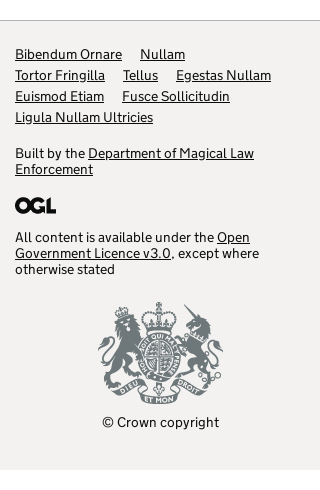 Bibendum Ornare Nullam
Tortor Fringilla Tellus Egestas Nullam
Euismod Etiam Fusce Sollicitudin
Ligula Nullam Ultricies
Built by the Department of Magical Law
Enforcement
OGL
All content is available under the Open
Government Licence v3.0, except where
otherwise stated
DIEU ET MON DROIT
© Crown copyright